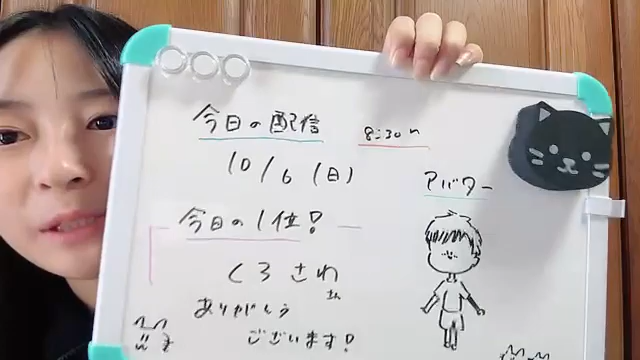 今日の配信 8:30〜
10/6(日)
アバター
今日の1位!
くろさわ
さん
ありがとう
ございます!